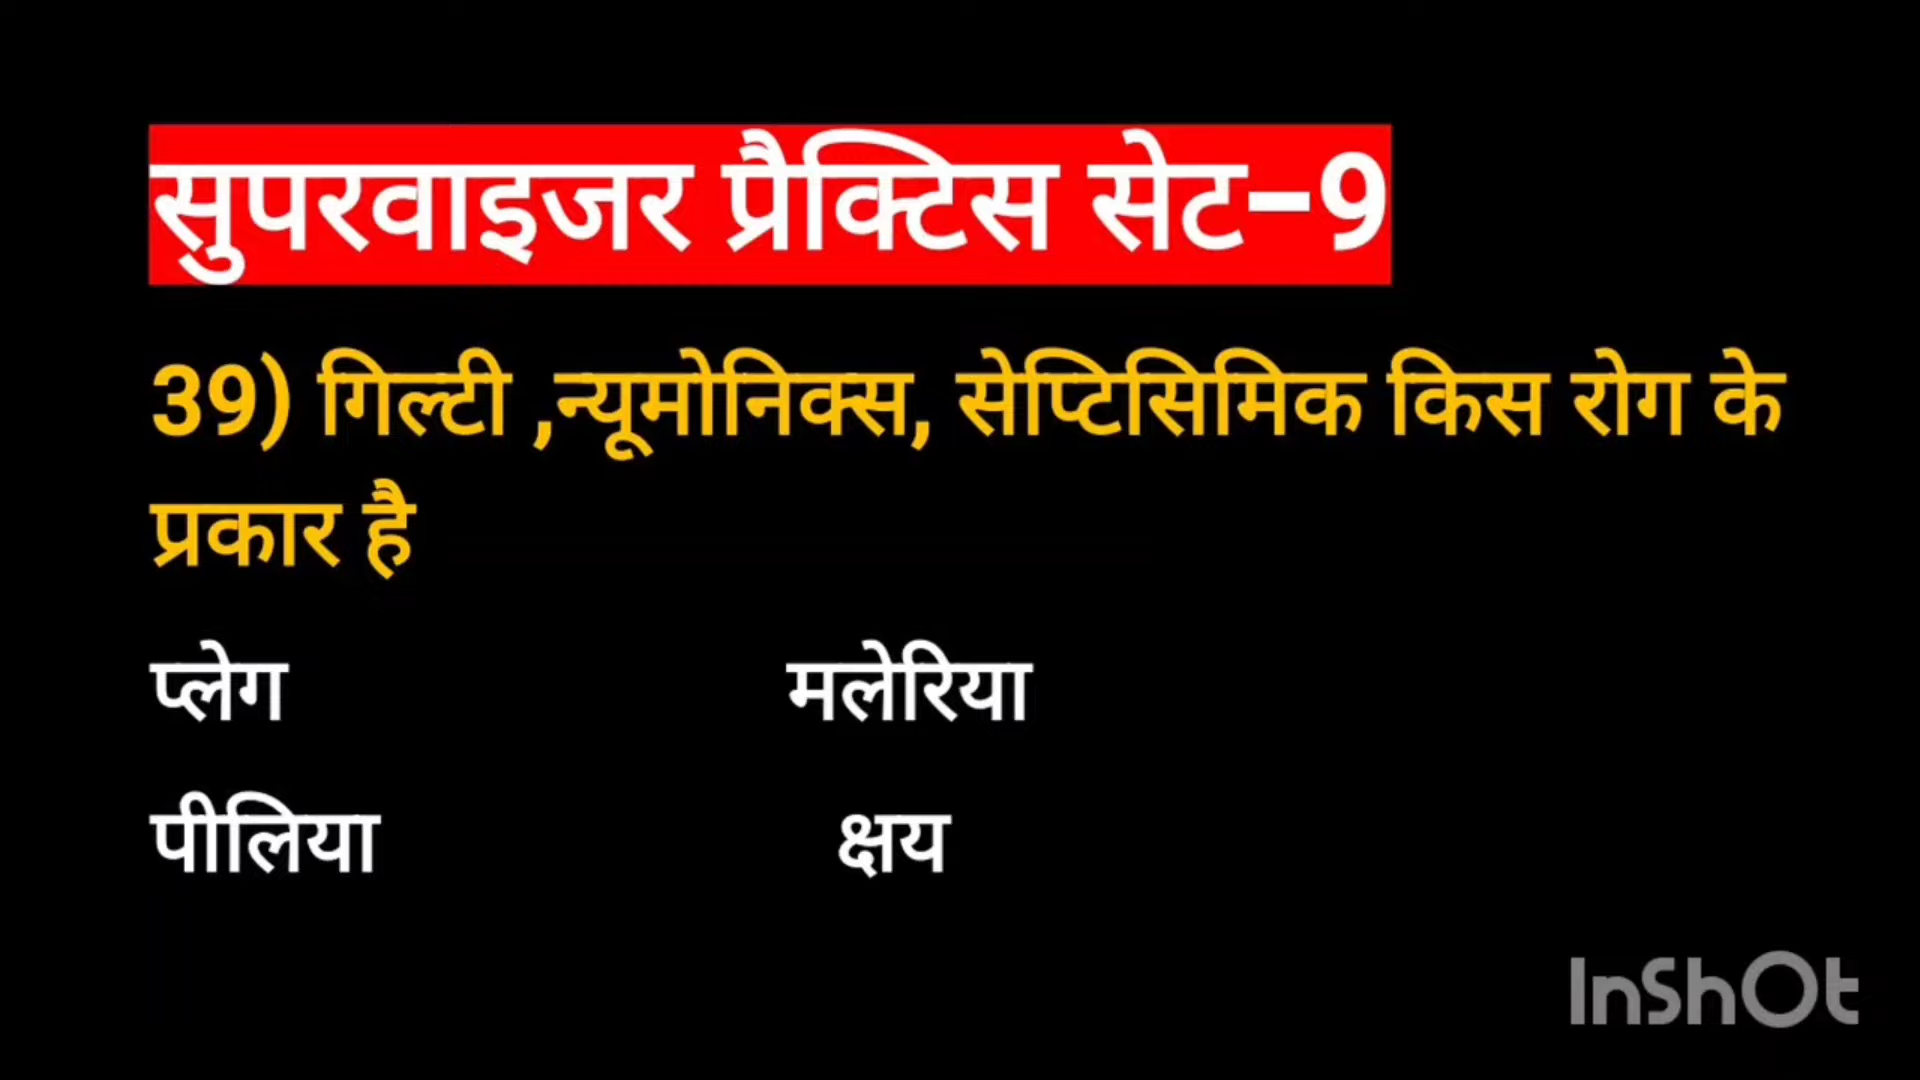 सुपरवाइजर प्रैक्टिस सेट-9
39) गिल्टी ,न्यूमोनिक्स, सेप्टिसिमिक किस रोग के
प्रकार है
प्लेग मलेरिया
पीलिया क्षय
InShOt